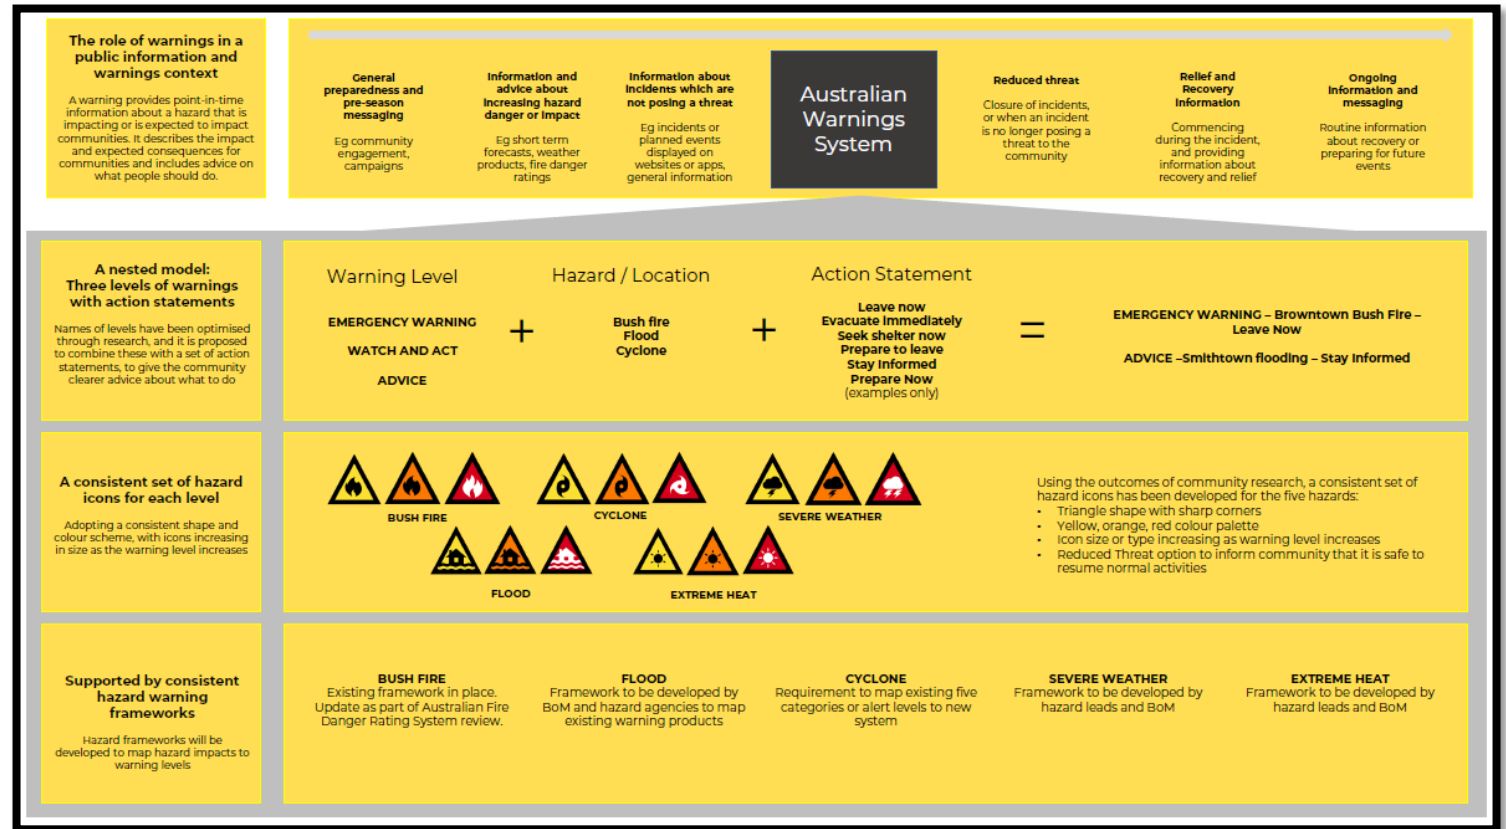 The role of warnings in a
public information and
warnings context
A warning provides point-in-time
information about a hazard that is
impacting or is expected to impact
communities. It describes the impact
and expected consequences for
communities and includes advice on
what people should do.
General
preparedness and
pre-season
messaging
Eg community
engagement,
campaigns
Information and
advice about
increasing hazard
danger or impact
Eg short term
forecasts, weather
products, fire danger
ratings
Information about
incidents which are
not posing a threat
Eg incidents or
planned events
displayed on
websites or apps,
general information
Australian
Warnings
System
Reduced threat
Closure of incidents,
or when an incident
is no longer posing a
threat to the
community
Relief and
Recovery
Information
Commencing
during the incident,
and providing
information about
recovery and relief
Ongoing
information and
messaging
Routine information
about recovery or
preparing for future
events
A nested model:
Three levels of warnings
with action statements
Names of levels have been optimised
through research, and it is proposed
to combine these with a set of action
statements, to give the community
clearer advice about what to do
Warning Level
EMERGENCY WARNING
WATCH AND ACT
ADVICE
+
Hazard / Location
Bush fire
Flood
Cyclone
+
Action Statement
Leave now
Evacuate immediately
Seek shelter now
Prepare to leave
Stay Informed
Prepare Now
(examples only)
=
EMERGENCY WARNING – Browntown Bush Fire –
Leave Now
ADVICE –Smithtown flooding – Stay Informed
A consistent set of hazard
icons for each level
Adopting a consistent shape and
colour scheme, with icons increasing
in size as the warning level increases
BUSH FIRE
CYCLONE
SEVERE WEATHER
FLOOD
EXTREME HEAT
Using the outcomes of community research, a consistent set of
hazard icons has been developed for the five hazards:
• Triangle shape with sharp corners
• Yellow, orange, red colour palette
• Icon size or type increasing as warning level increases
• Reduced Threat option to inform community that it is safe to
resume normal activities
Supported by consistent
hazard warning
frameworks
Hazard frameworks will be
developed to map hazard impacts to
warning levels
BUSH FIRE
Existing framework in place.
Update as part of Australian Fire
Danger Rating System review.
FLOOD
Framework to be developed by
BoM and hazard agencies to map
existing warning products
CYCLONE
Requirement to map existing five
categories or alert levels to new
system
SEVERE WEATHER
Framework to be developed by
hazard leads and BoM
EXTREME HEAT
Framework to be developed by
hazard leads and BoM